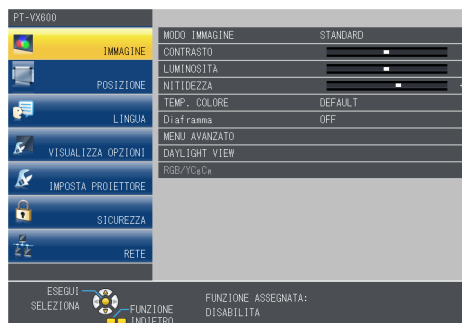 PT-VX600
IMMAGINE
POSIZIONE
LINGUA
VISUALIZZA OPZIONI
IMPOSTA PROIETTORE
SICUREZZA
RETE
MODO IMMAGINE STANDARD
CONTRASTO
LUMINOSITÀ
NITIDEZZA
TEMP. COLORE DEFAULT
Diaframma OFF
MENU AVANZATO
DAYLIGHT VIEW
RGB/YCBCR
ESEGUI
SELEZIONA
FUNZIONE
INDIETRO
FUNZIONE ASSEGNATA:
DISABILITA